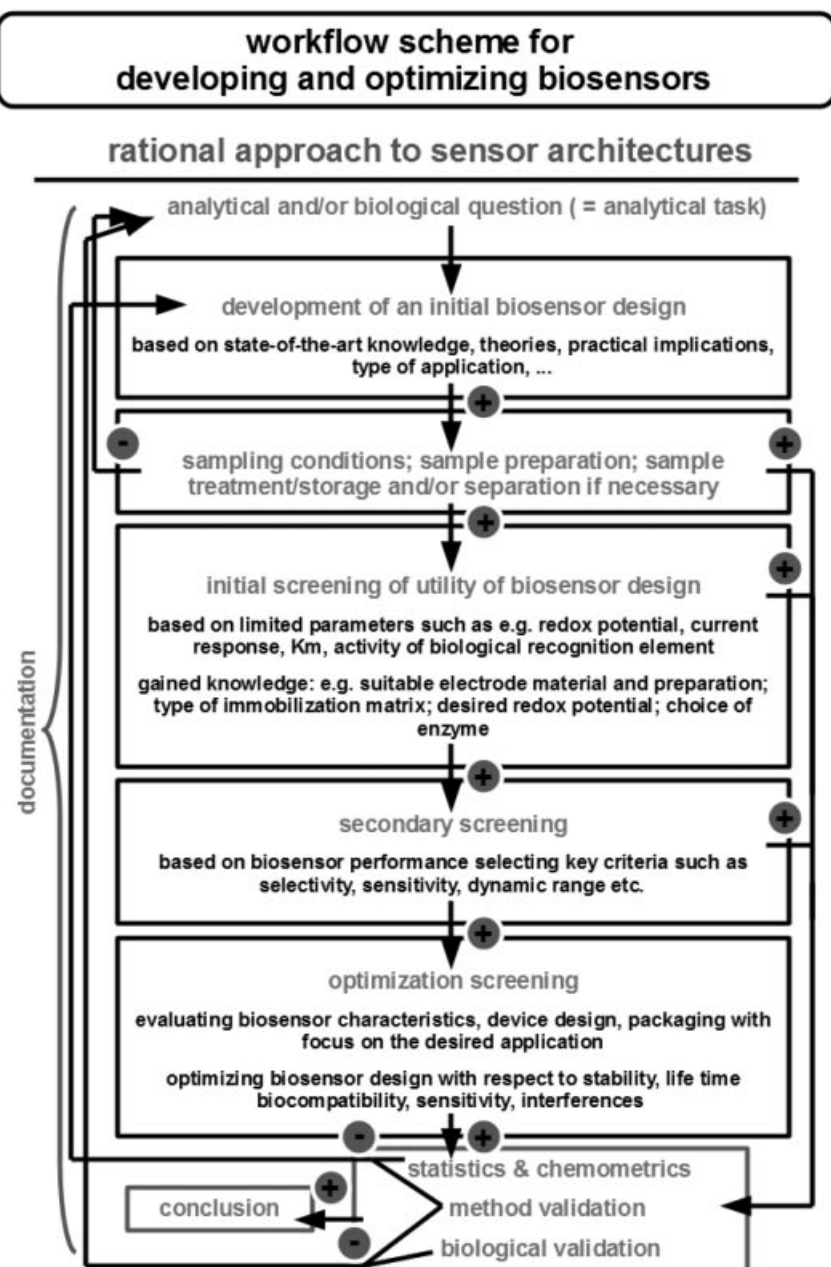 workflow scheme for
developing and optimizing biosensors
rational approach to sensor architectures
analytical and/or biological question ( = analytical task)
development of an initial biosensor design
based on state-of-the-art knowledge, theories, practical implications,
type of application, ...
+
-
+
sampling conditions; sample preparation; sample
treatment/storage and/or separation if necessary
+
+
initial screening of utility of biosensor design
based on limited parameters such as e.g. redox potential, current
response, Km, activity of biological recognition element
gained knowledge: e.g. suitable electrode material and preparation;
type of immobilization matrix; desired redox potential; choice of
enzyme
documentation
+
+
secondary screening
based on biosensor performance selecting key criteria such as
selectivity, sensitivity, dynamic range etc.
+
optimization screening
evaluating biosensor characteristics, device design, packaging with
focus on the desired application
optimizing biosensor design with respect to stability, life time
biocompatibility, sensitivity, interferences
-
+
statistics & chemometrics
+
conclusion
method validation
-
biological validation